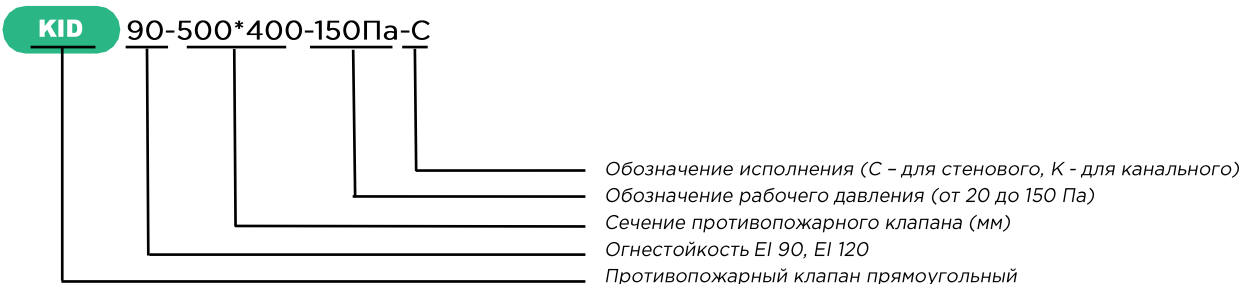 KID 90-500*400-150Па-С
Обозначение исполнения (С – для стенового, К - для канального)
Обозначение рабочего давления (от 20 до 150 Па)
Сечение противопожарного клапана (мм)
Огнестойкость EI 90, EI 120
Противопожарный клапан прямоугольный